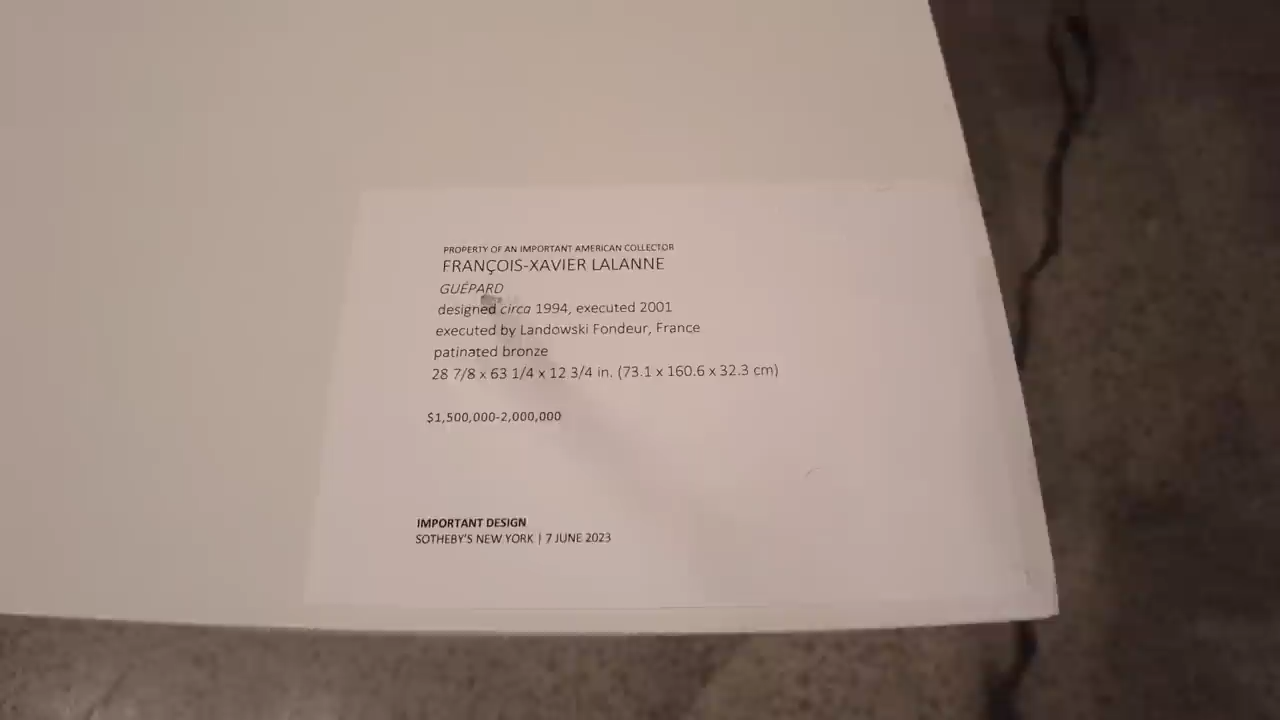 PROPERTY OF AN IMPORTANT AMERICAN COLLECTOR
FRANÇOIS-XAVIER LALANNE
GUÉPARD
designed circa 1994, executed 2001
executed by Landowski Fondeur, France
patinated bronze
28 7/8 x 63 1/4 x 12 3/4 in. (73.1 x 160.6 x 32.3 cm)
$1,500,000-2,000,000
IMPORTANT DESIGN
SOTHEBY'S NEW YORK | 7 JUNE 2023